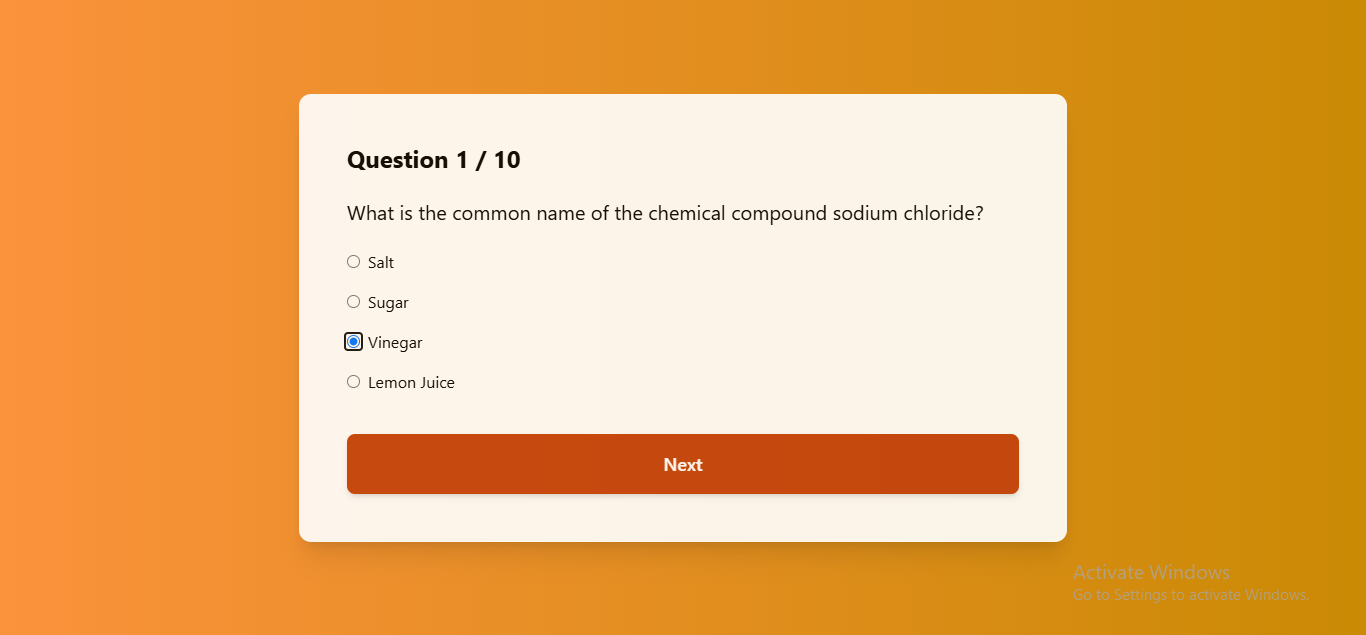 Question 1 / 10
What is the common name of the chemical compound sodium chloride?
Salt
Sugar
Vinegar
Lemon Juice
Next
Activate Windows
Go to Settings to activate Windows.